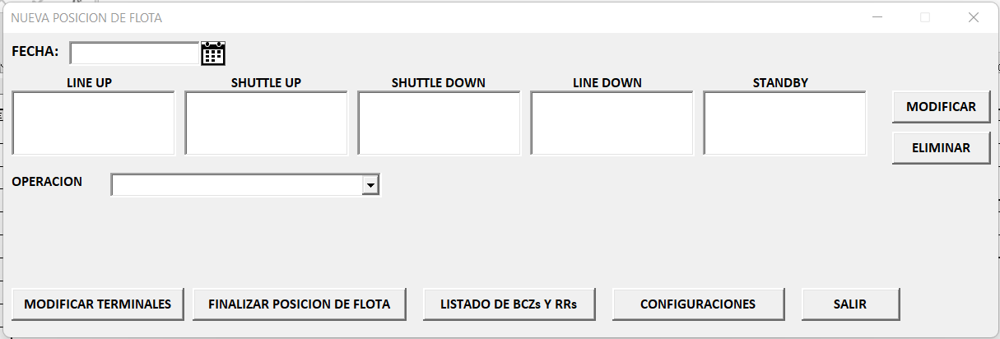 NUEVA POSICION DE FLOTA
FECHA:
LINE UP SHUTTLE UP SHUTTLE DOWN LINE DOWN STANDBY
MODIFICAR
ELIMINAR
OPERACION
MODIFICAR TERMINALES FINALIZAR POSICION DE FLOTA LISTADO DE BCZs Y RRs CONFIGURACIONES SALIR